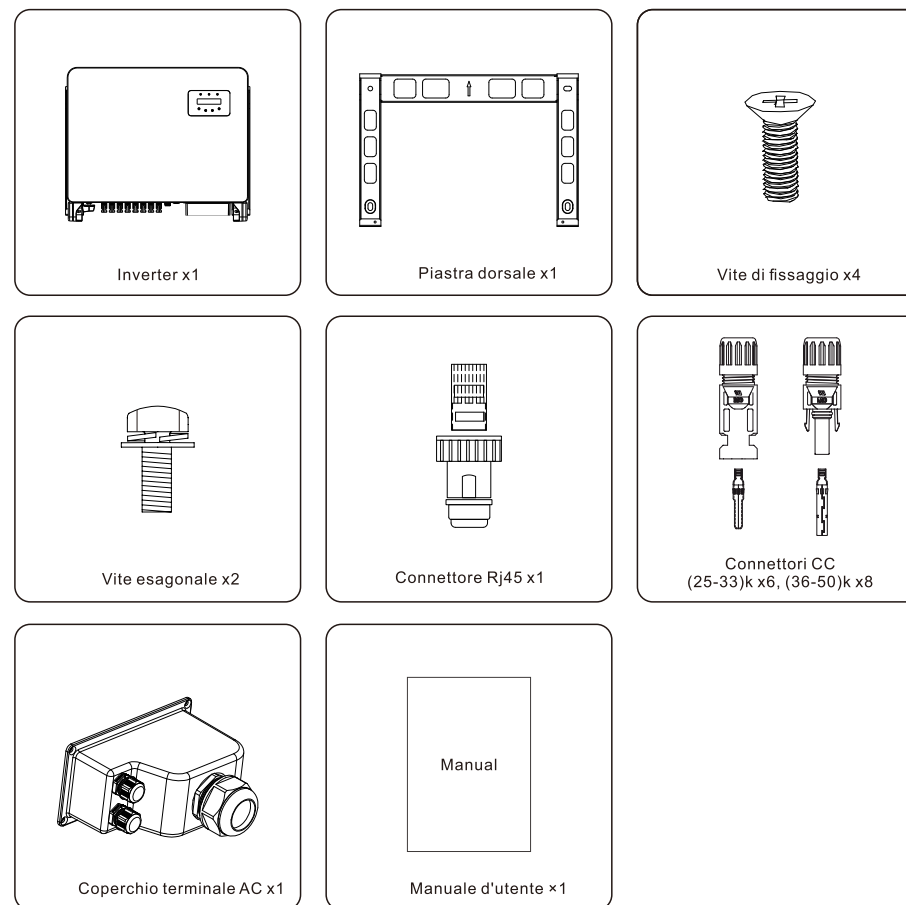 Inverter x1
Piastra dorsale x1
Vite di fissaggio x4
Vite esagonale x2
Connettore Rj45 x1
Connettori CC
(25-33)k x6, (36-50)k x8
Coperchio terminale AC x1
Manual
Manuale d'utente ×1